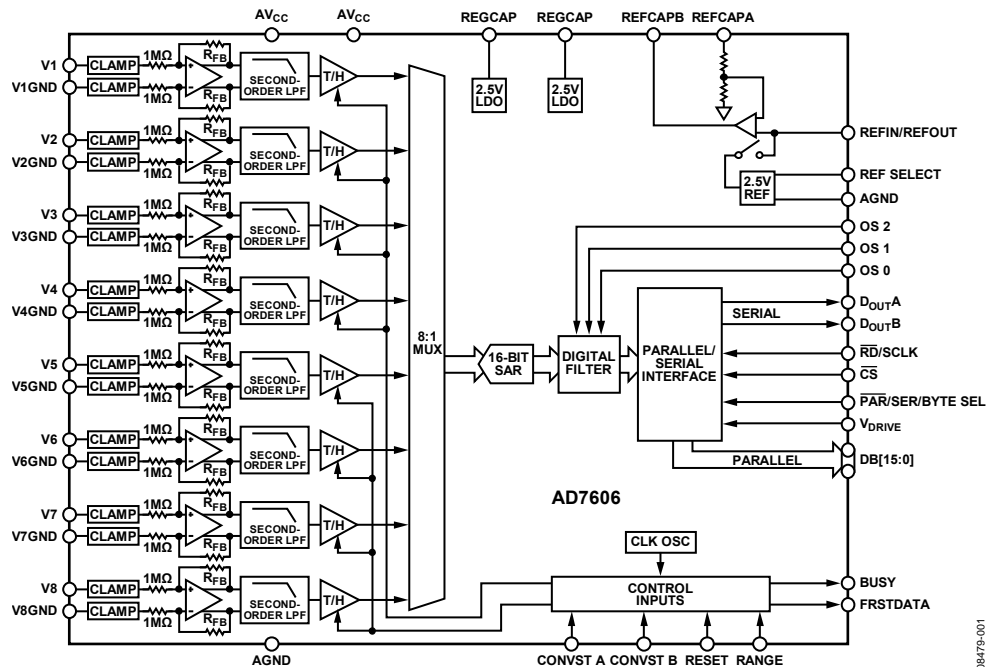 AVCC AVCC REGCAP REGCAP REFCAPB REFCAPA
V1 CLAMP 1MΩ RFB
V1GND CLAMP 1MΩ RFB
SECOND-ORDER LPF T/H
2.5V LDO
2.5V LDO
V2 CLAMP 1MΩ RFB
V2GND CLAMP 1MΩ RFB
SECOND-ORDER LPF T/H
REFIN/REFOUT
2.5V REF
REF SELECT
AGND
V3 CLAMP 1MΩ RFB
V3GND CLAMP 1MΩ RFB
SECOND-ORDER LPF T/H
OS 2
OS 1
OS 0
V4 CLAMP 1MΩ RFB
V4GND CLAMP 1MΩ RFB
SECOND-ORDER LPF T/H
8:1 MUX
16-BIT SAR
DIGITAL FILTER
PARALLEL/
SERIAL
INTERFACE
SERIAL
DOUTA
DOUTB
RD/SCLK
CS
PAR/SER/BYTE SEL
VDRIVE
PARALLEL
DB[15:0]
V5 CLAMP 1MΩ RFB
V5GND CLAMP 1MΩ RFB
SECOND-ORDER LPF T/H
V6 CLAMP 1MΩ RFB
V6GND CLAMP 1MΩ RFB
SECOND-ORDER LPF T/H
AD7606
V7 CLAMP 1MΩ RFB
V7GND CLAMP 1MΩ RFB
SECOND-ORDER LPF T/H
CLK OSC
V8 CLAMP 1MΩ RFB
V8GND CLAMP 1MΩ RFB
SECOND-ORDER LPF T/H
CONTROL
INPUTS
BUSY
FRSTDATA
AGND
CONVST A CONVST B RESET RANGE